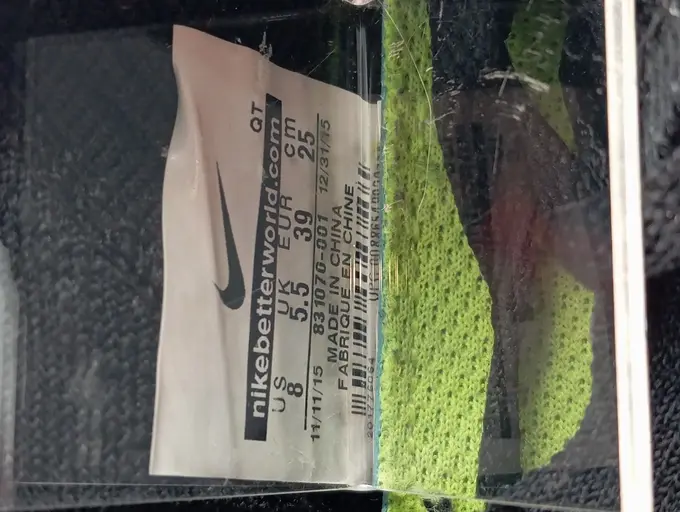 QT
nikebetterworld.com
US UK EUR cm
8 5.5 39 25
11/11/15 831070-001 12/31/15
MADE IN CHINA
FABRIQUE EN CHINE